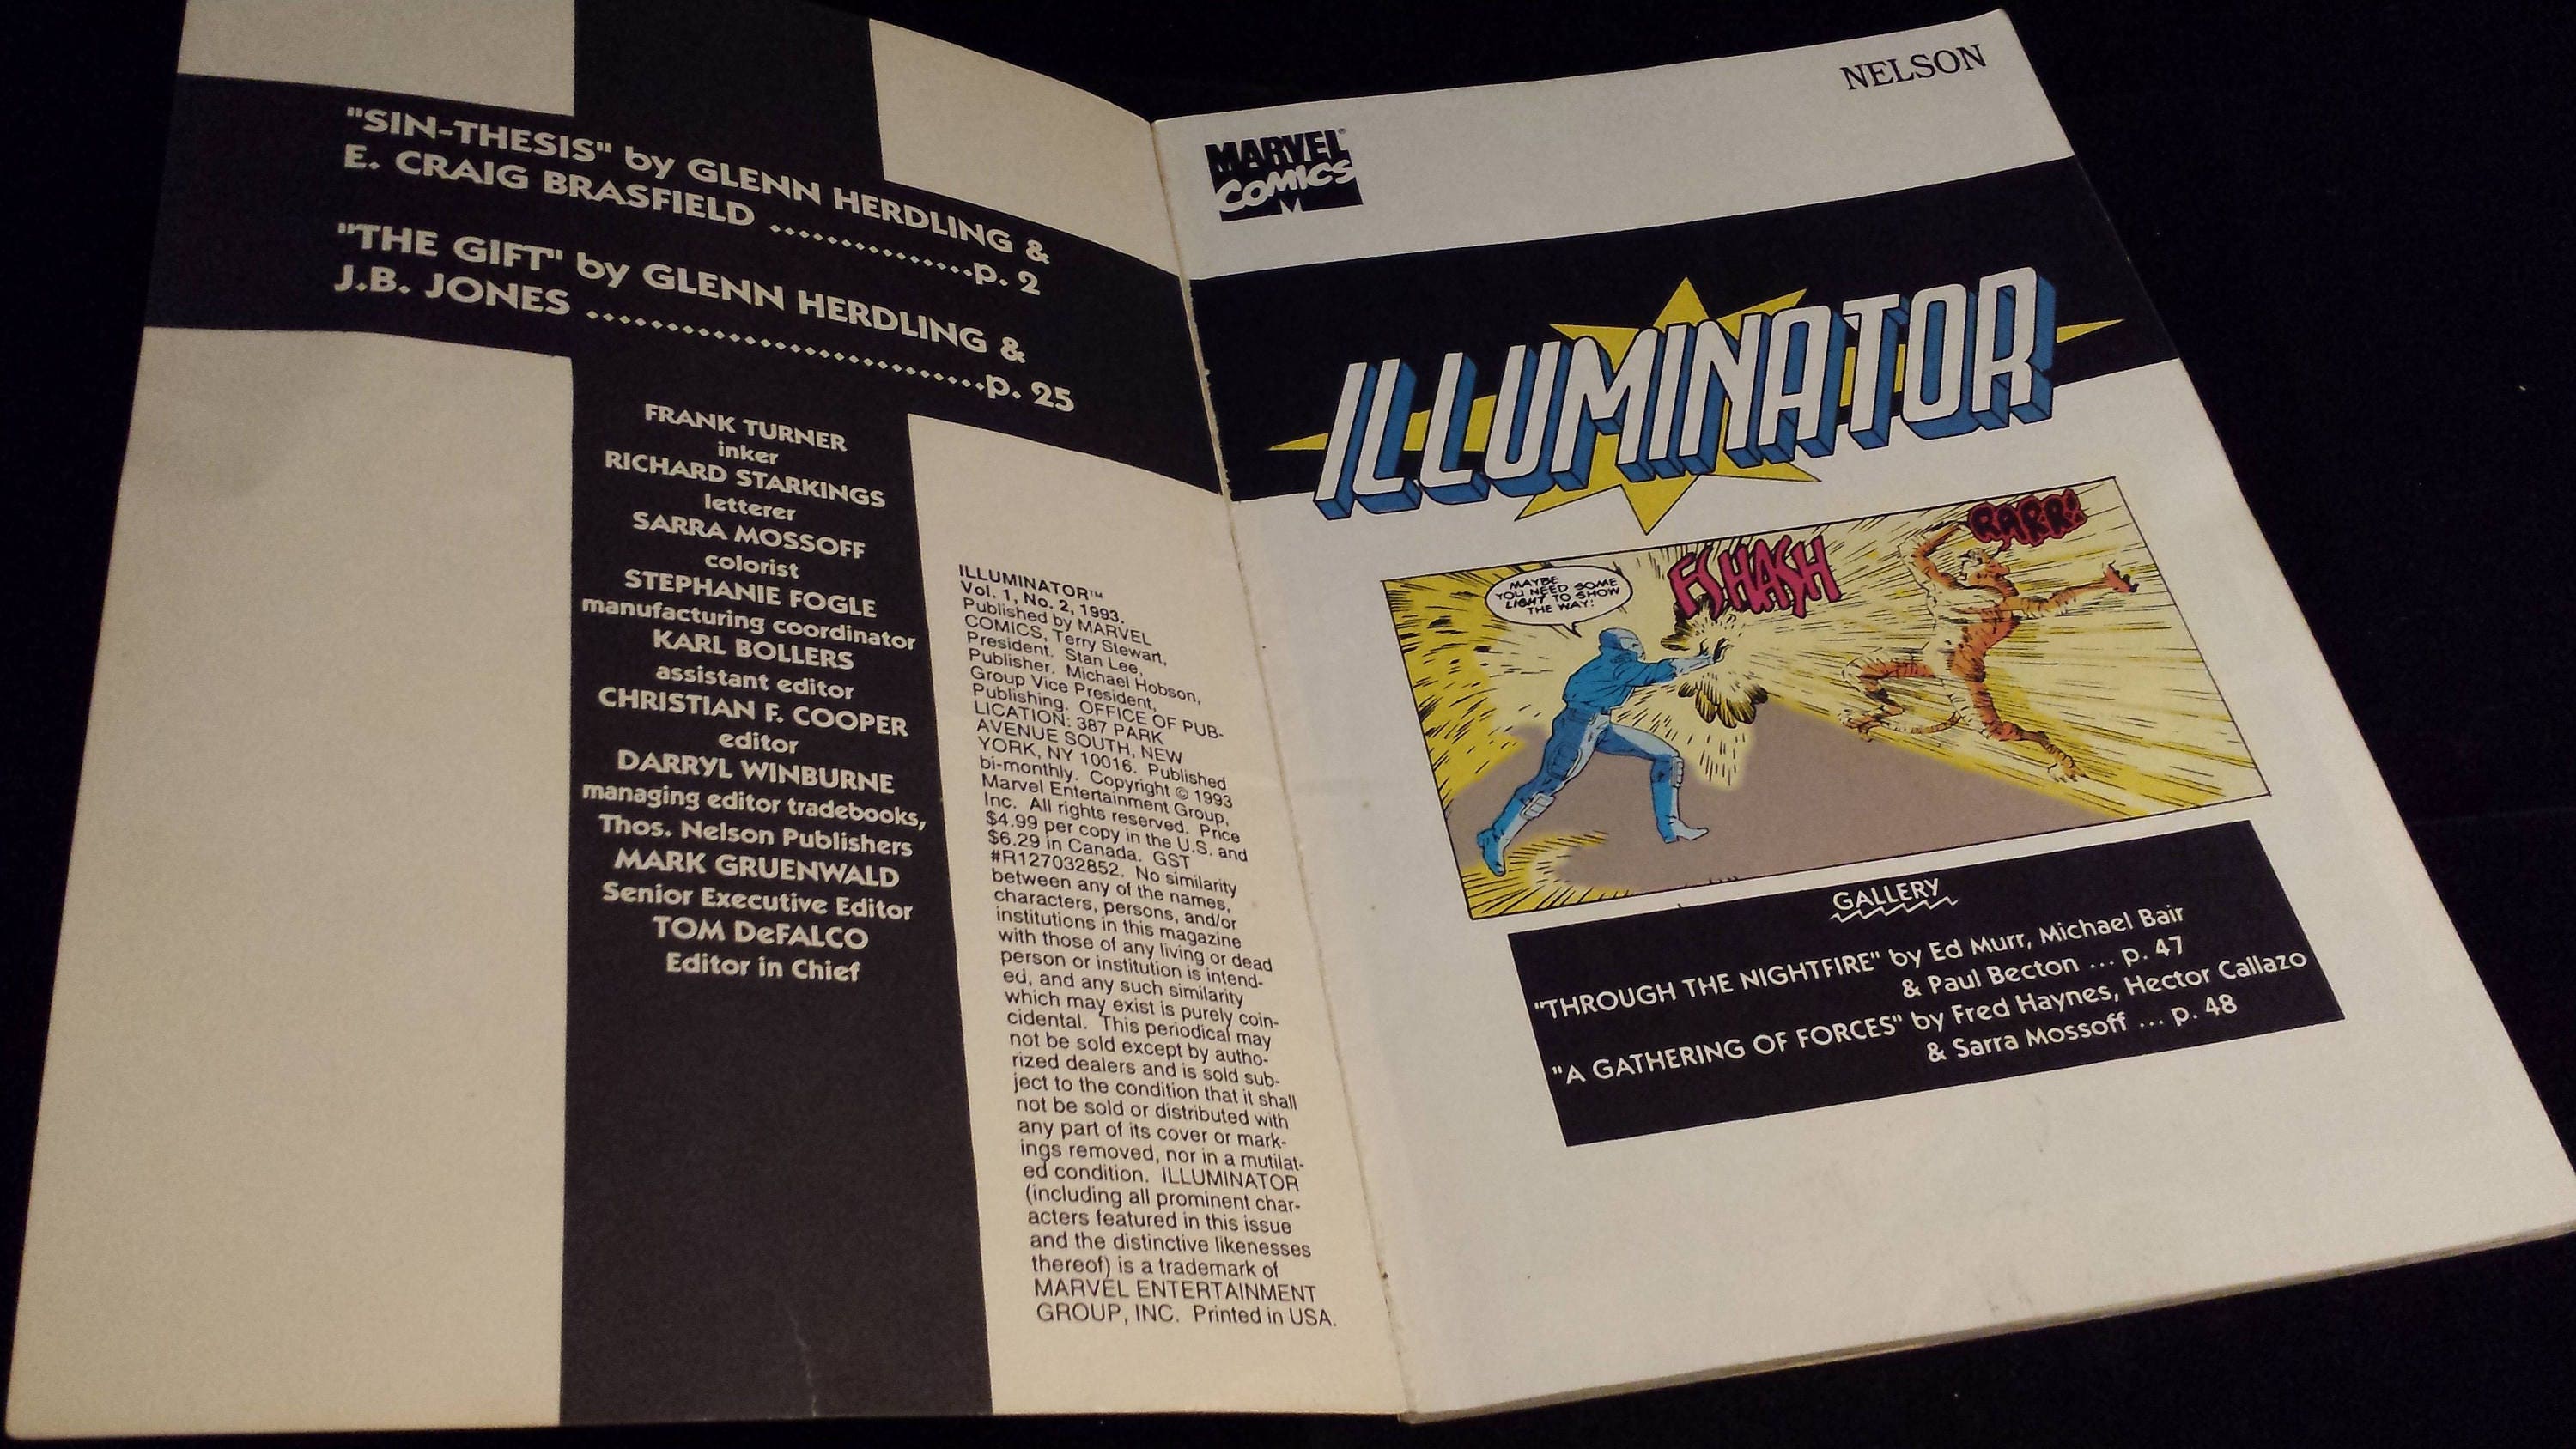 "SIN-THESIS" by GLENN HERDLING &
E. CRAIG BRASFIELD ..............p. 2
"THE GIFT" by GLENN HERDLING &
J.B. JONES ...........................p. 25
FRANK TURNER
inker
RICHARD STARKINGS
letterer
SARRA MOSSOFF
colorist
STEPHANIE FOGLE
manufacturing coordinator
KARL BOLLERS
assistant editor
CHRISTIAN F. COOPER
editor
DARRYL WINBURNE
managing editor tradebooks,
Thos. Nelson Publishers
MARK GRUENWALD
Senior Executive Editor
TOM DeFALCO
Editor in Chief
ILLUMINATOR™
Vol. 1, No. 2, 1993.
Published by MARVEL
COMICS, Terry Stewart,
President. Stan Lee,
Publisher. Michael Hobson,
Group Vice President,
Publishing. OFFICE OF PUB-
LICATION: 387 PARK
AVENUE SOUTH, NEW
YORK, NY 10016. Published
bi-monthly. Copyright © 1993
Marvel Entertainment Group,
Inc. All rights reserved. Price
$4.99 per copy in the U.S. and
$6.29 in Canada. GST
#R127032852. No similarity
between any of the names,
characters, persons, and/or
institutions in this magazine
with those of any living or dead
person or institution is intend-
ed, and any such similarity
which may exist is purely coin-
cidental. This periodical may
not be sold except by autho-
rized dealers and is sold sub-
ject to the condition that it shall
not be sold or distributed with
any part of its cover or mark-
ings removed, nor in a mutilat-
ed condition. ILLUMINATOR
(including all prominent char-
acters featured in this issue
and the distinctive likenesses
thereof) is a trademark of
MARVEL ENTERTAINMENT
GROUP, INC. Printed in USA.
NELSON
MARVEL®
COMICS
ILLUMINATOR
MAYBE
YOU NEED SOME
LIGHT TO SHOW
THE WAY!
FSHASH
RARR!
GALLERY
"THROUGH THE NIGHTFIRE" by Ed Murr, Michael Bair
& Paul Becton ... p. 47
"A GATHERING OF FORCES" by Fred Haynes, Hector Callazo
& Sarra Mossoff ... p. 48